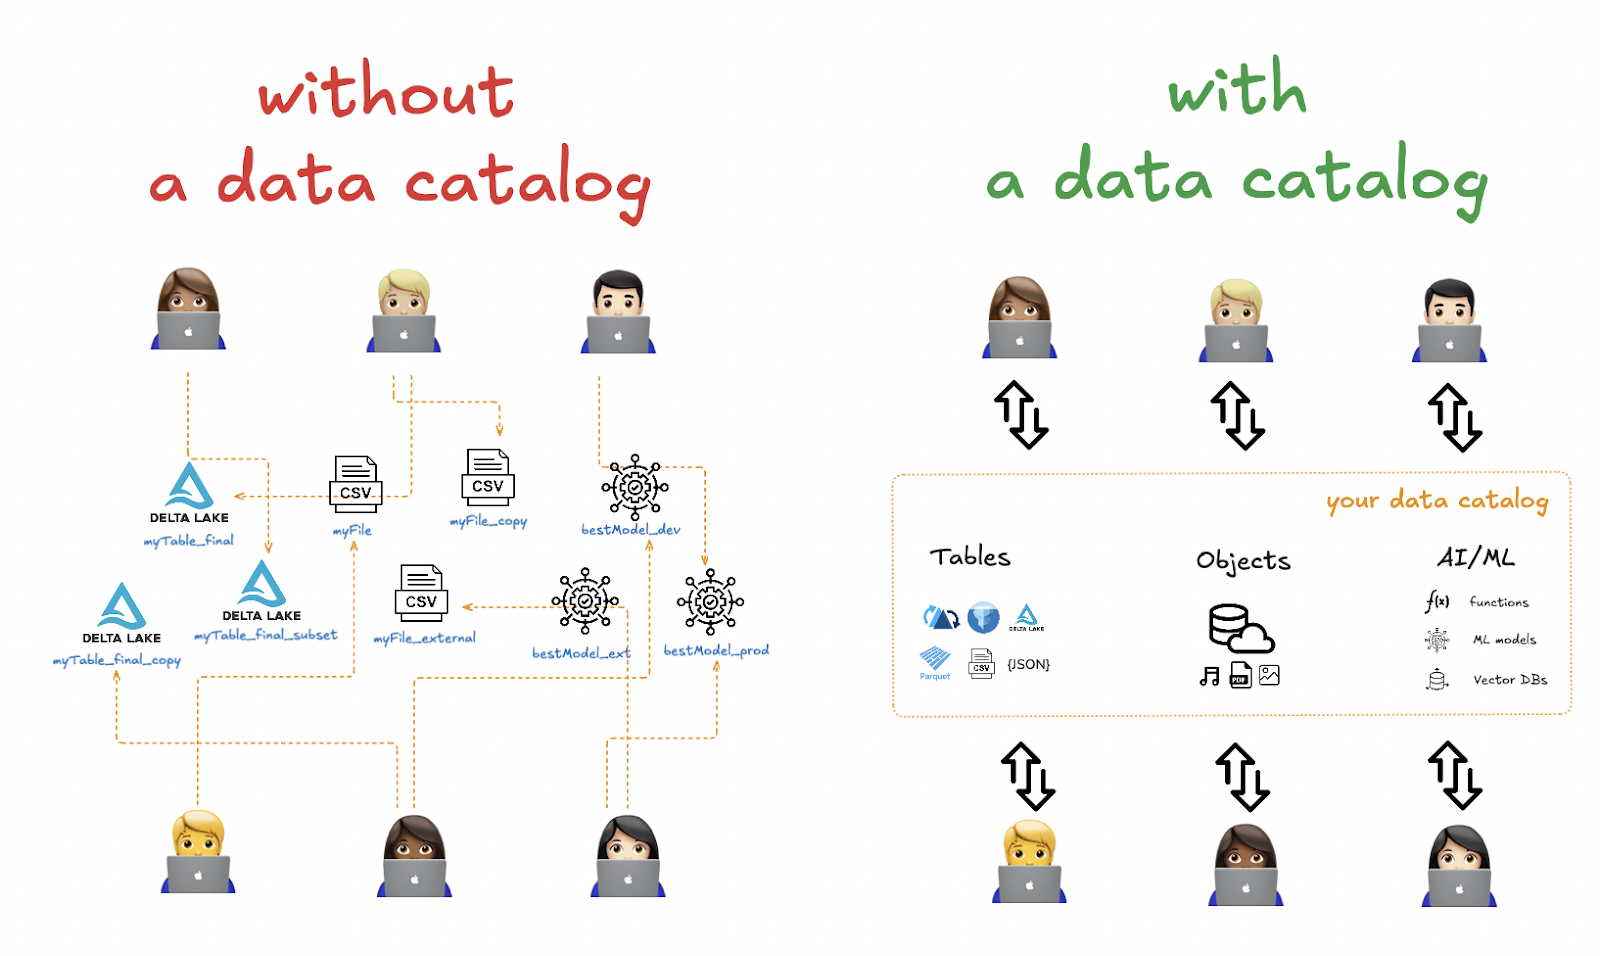 without
a data catalog
CSV
CSV
DELTA LAKE
myTable_final
myFile
myFile_copy
bestModel_dev
DELTA LAKE
myTable_final_subset
DELTA LAKE
myTable_final_copy
CSV
myFile_external
bestModel_ext
bestModel_prod
with
a data catalog
your data catalog
Tables
DELTA LAKE
Parquet
CSV
{JSON}
Objects
PDF
AI/ML
f(x) functions
ML models
Vector DBs